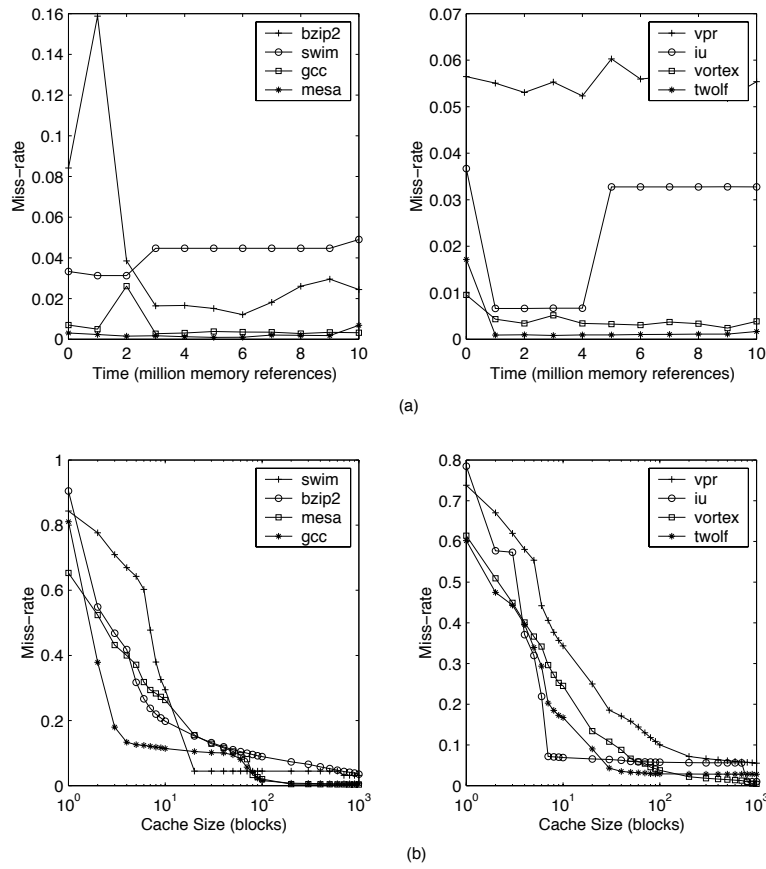 0.16
0.14
0.12
0.1
0.08
0.06
0.04
0.02
0
Miss-rate
bzip2
swim
gcc
mesa
0 2 4 6 8 10
Time (million memory references)
0.07
0.06
0.05
0.04
0.03
0.02
0.01
0
Miss-rate
vpr
iu
vortex
twolf
0 2 4 6 8 10
Time (million memory references)
(a)
1
0.8
0.6
0.4
0.2
0
Miss-rate
swim
bzip2
mesa
gcc
10^0 10^1 10^2 10^3
Cache Size (blocks)
0.8
0.7
0.6
0.5
0.4
0.3
0.2
0.1
0
Miss-rate
vpr
iu
vortex
twolf
10^0 10^1 10^2 10^3
Cache Size (blocks)
(b)